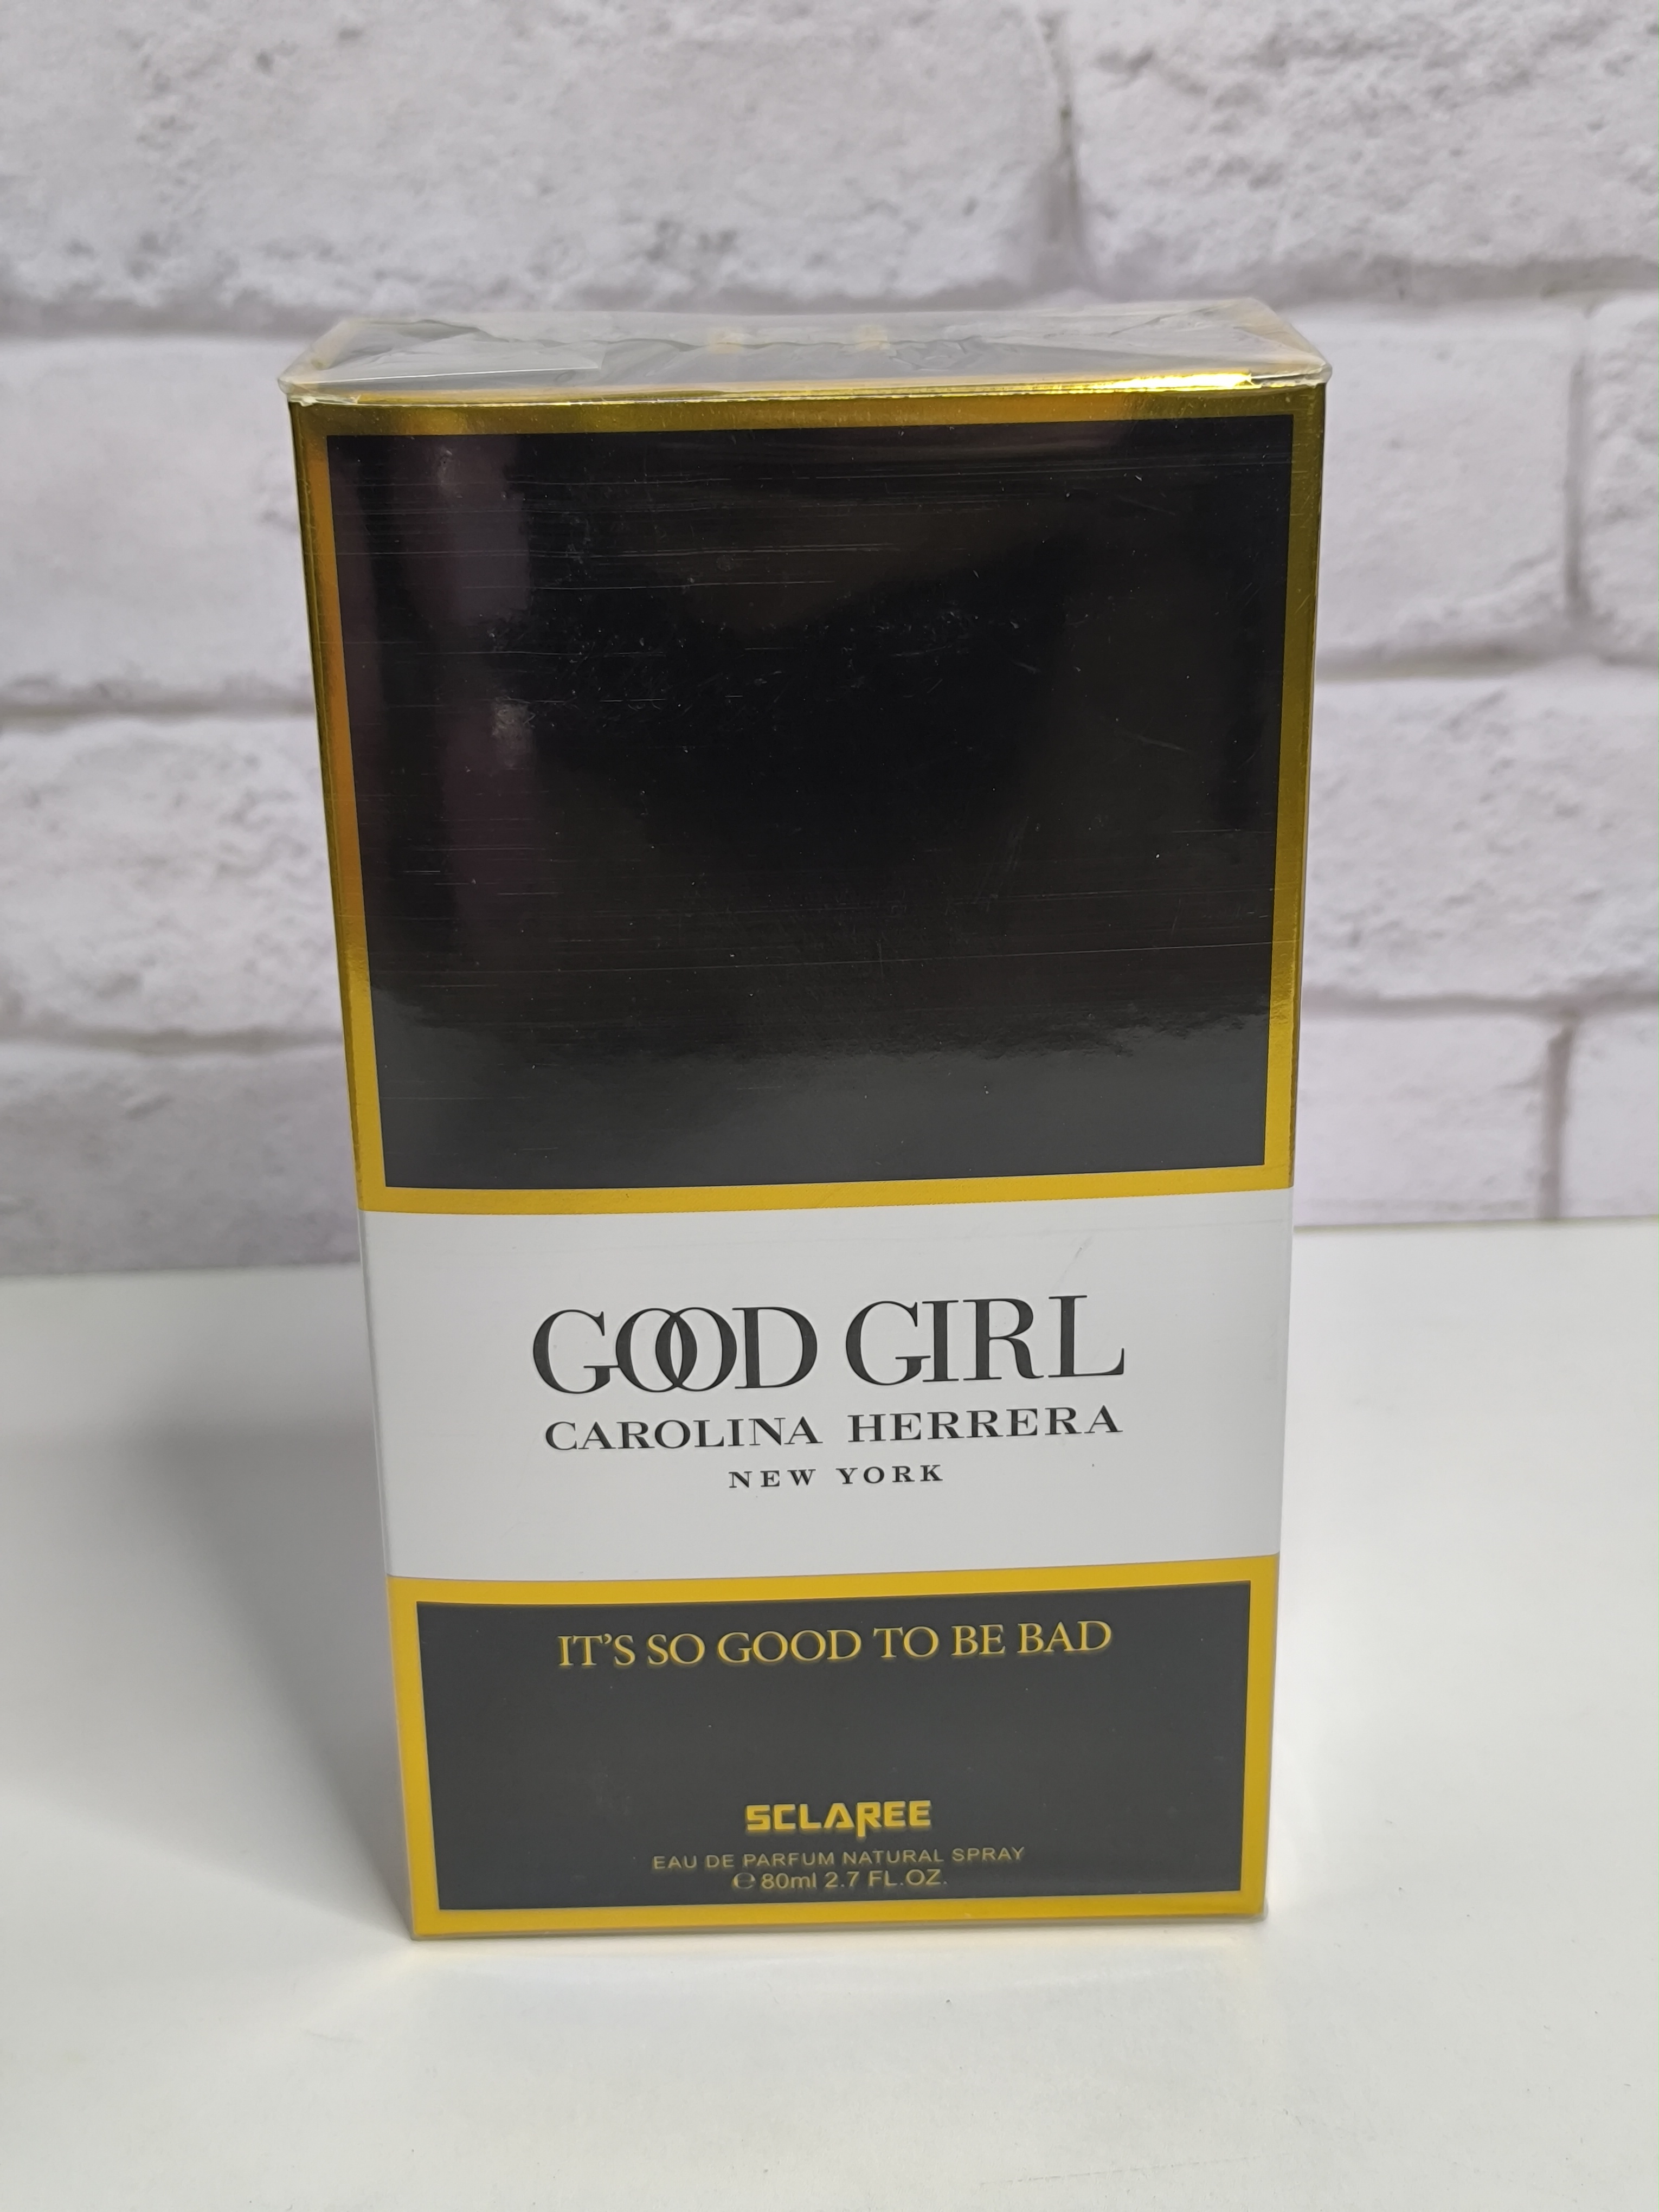 GOOD GIRL
CAROLINA HERRERA
NEW YORK
IT'S SO GOOD TO BE BAD
SCLAREE
EAU DE PARFUM NATURAL SPRAY
℮ 80ml 2.7 FL.OZ.